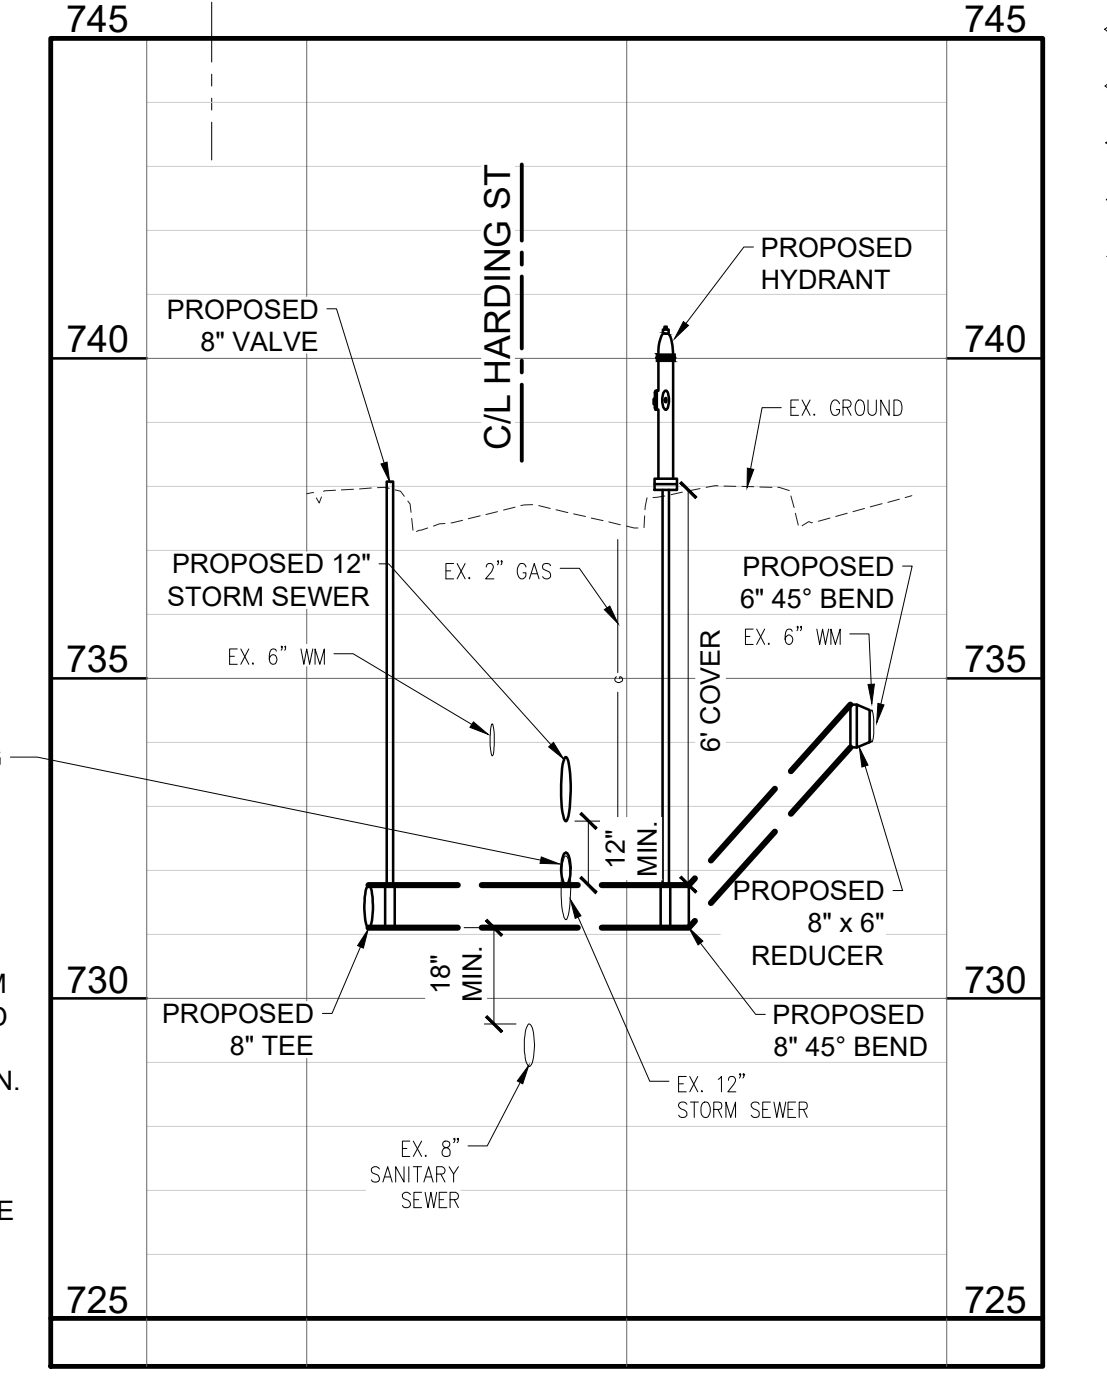 745
745
C/L HARDING ST
PROPOSED
HYDRANT
PROPOSED
8" VALVE
740
740
EX. GROUND
PROPOSED 12"
STORM SEWER
EX. 2" GAS
PROPOSED
6" 45° BEND
EX. 6" WM
EX. 6" WM
735
735
G
6' COVER
12"
MIN.
PROPOSED
8" x 6"
REDUCER
18"
MIN.
730
730
PROPOSED
8" TEE
PROPOSED
8" 45° BEND
N.
EX. 12"
STORM SEWER
EX. 8"
SANITARY
SEWER
E
725
725